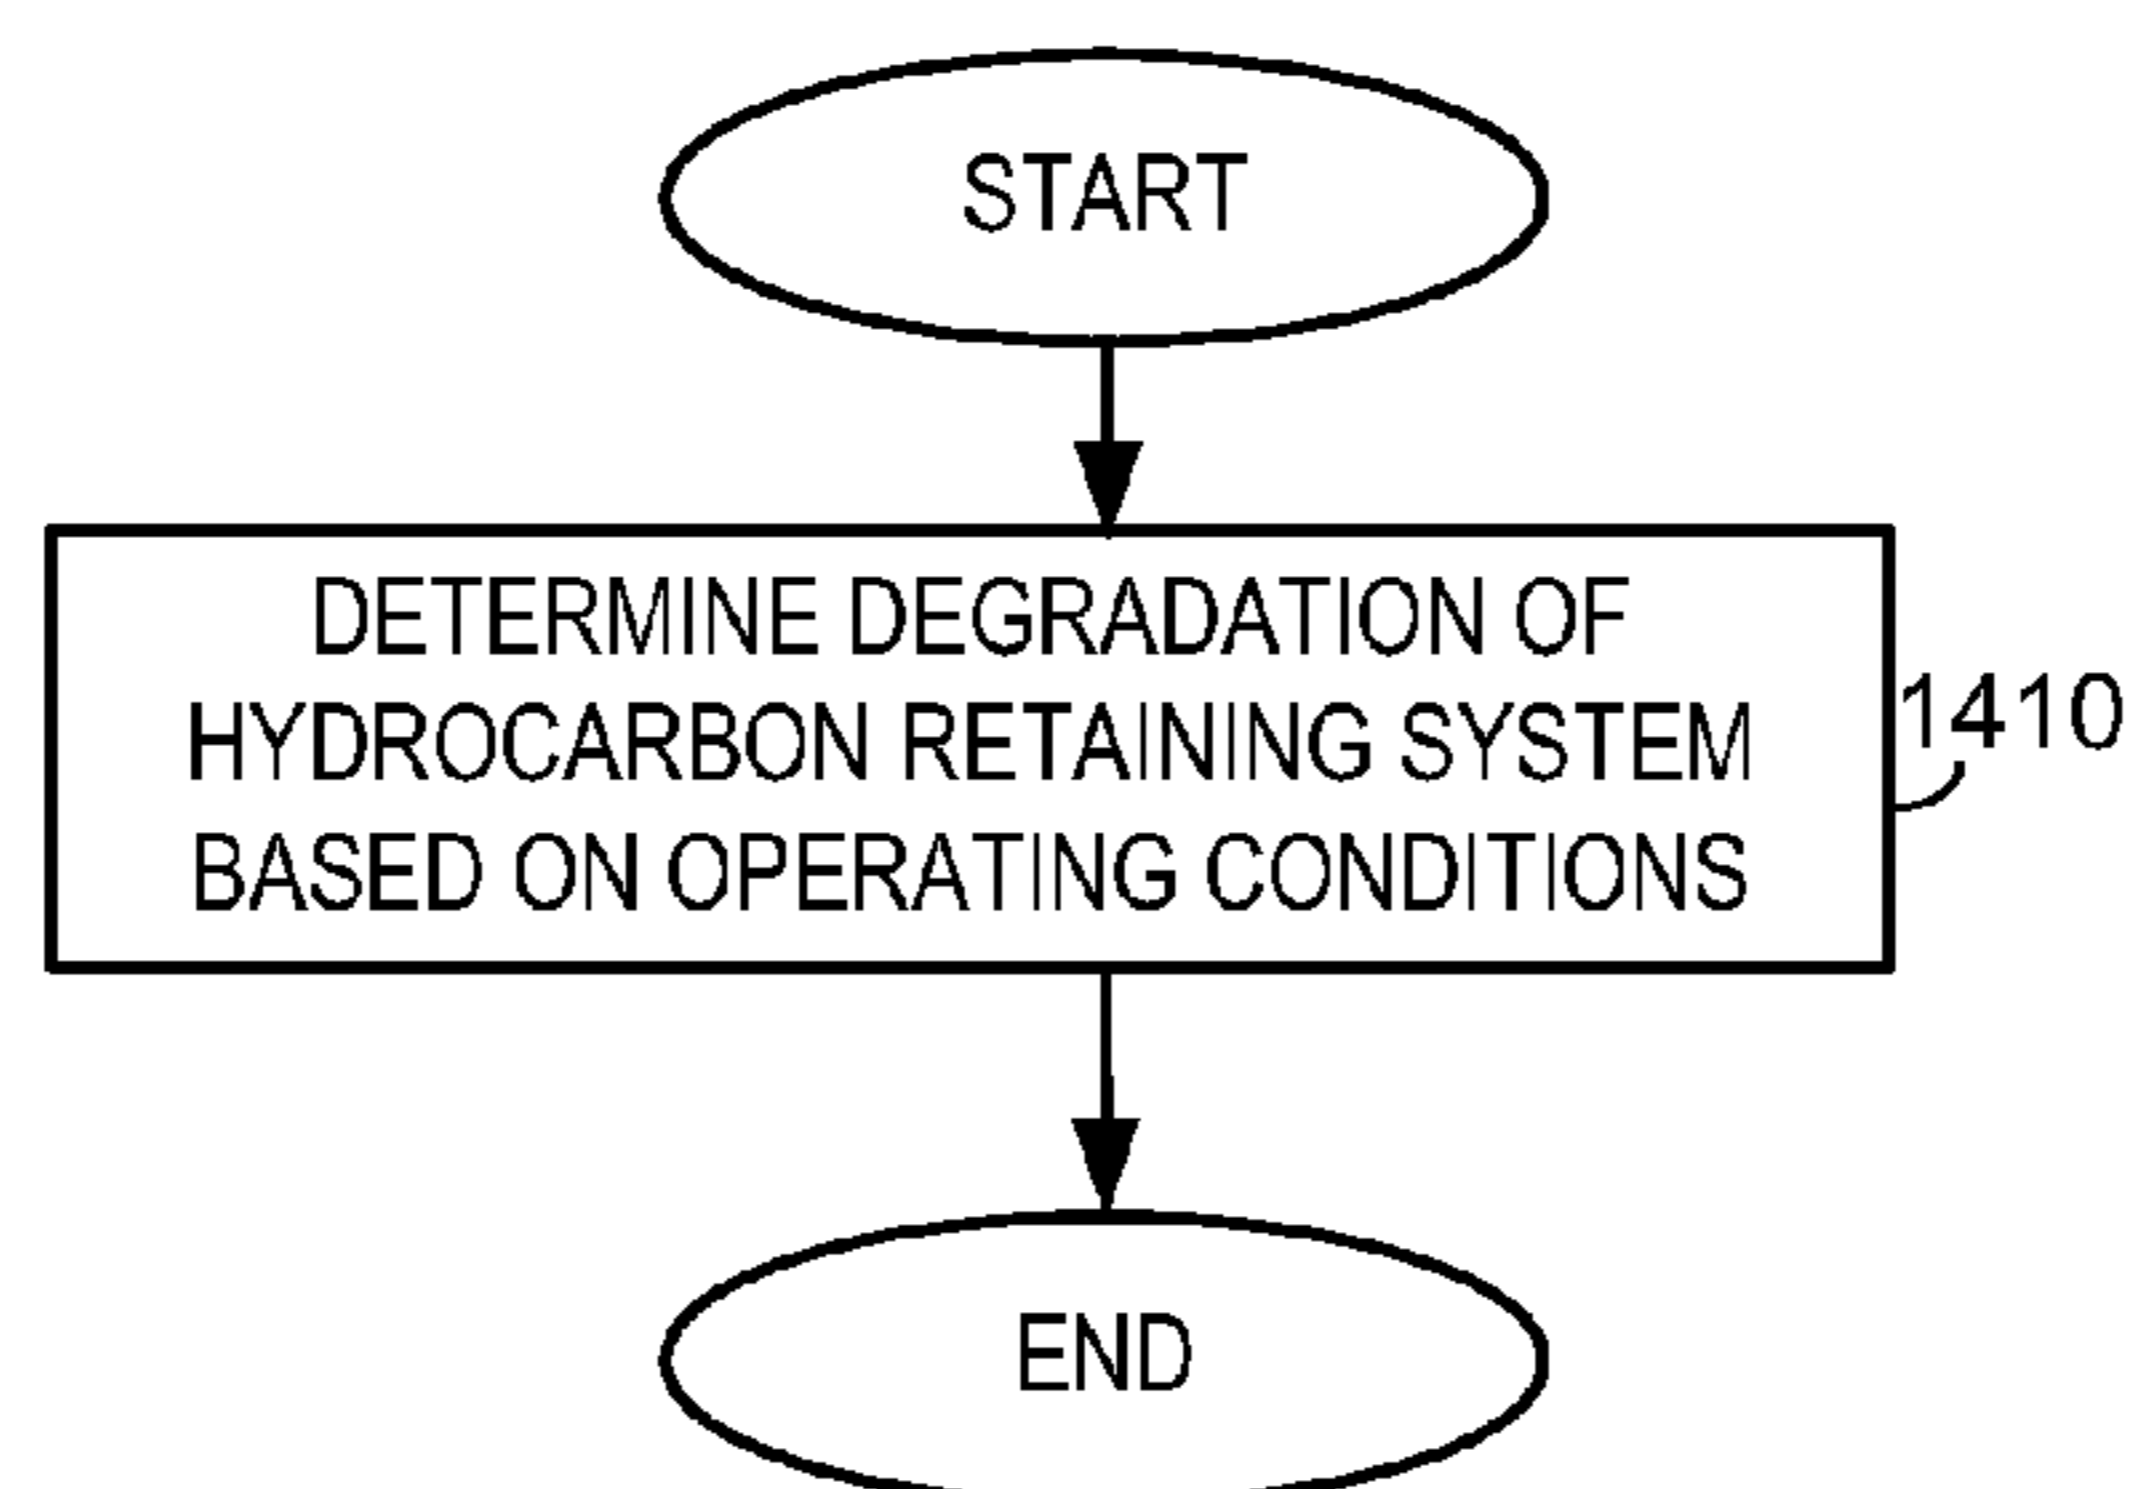 START
DETERMINE DEGRADATION OF
HYDROCARBON RETAINING SYSTEM
BASED ON OPERATING CONDITIONS
1410
END